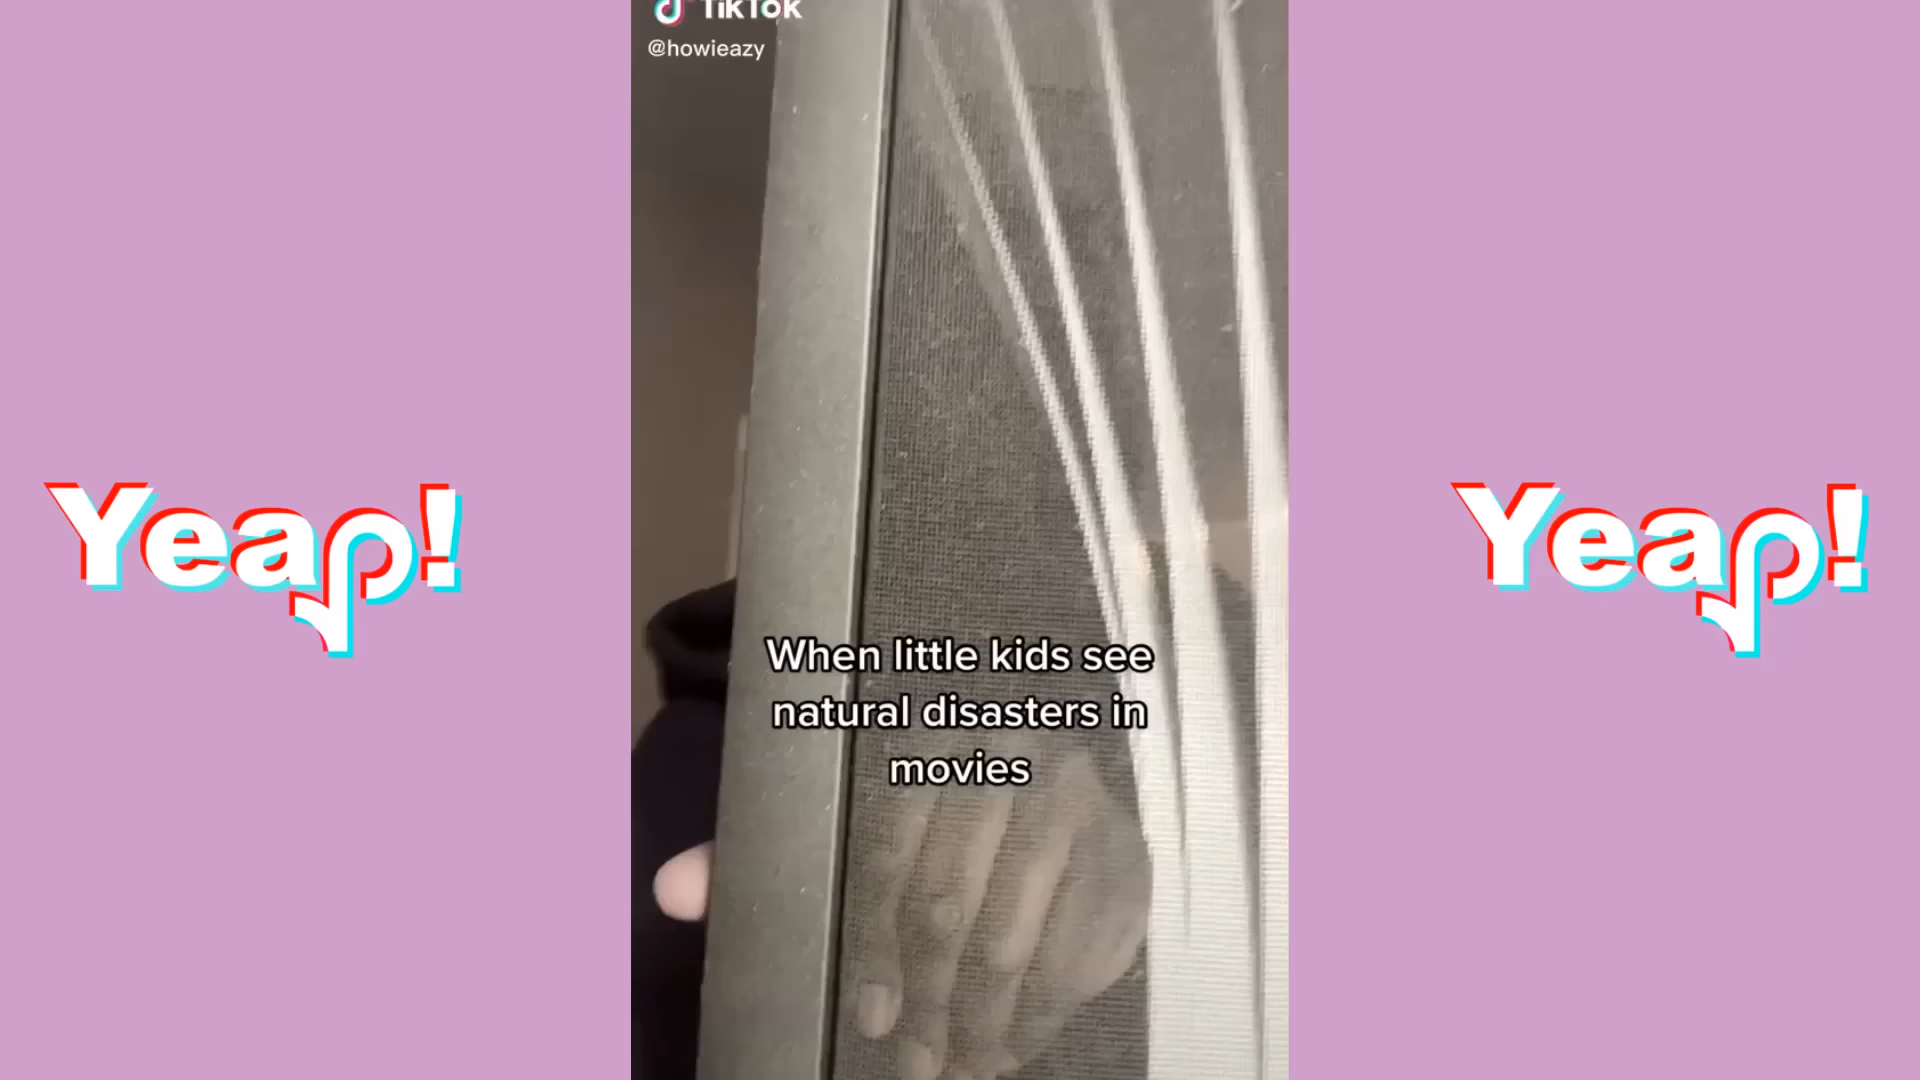 TikTok
@howieazy
Yeap!
Yeap!
When little kids see
natural disasters in
movies